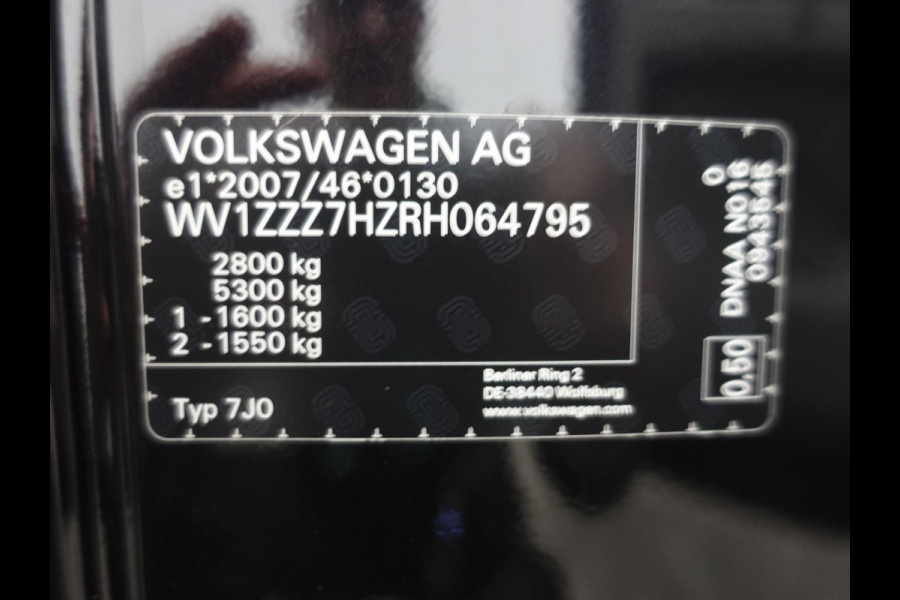 VOLKSWAGEN AG
e1*2007/46*0130
WV1ZZZ7HZRH064795
2800 kg
5300 kg
1 -1600 kg
2 -1550 kg
Typ 7J0
Berliner Ring 2
DE-38440 Wolfsburg
www.volkswagen.com
0
DNAA N016
0943545
0.50